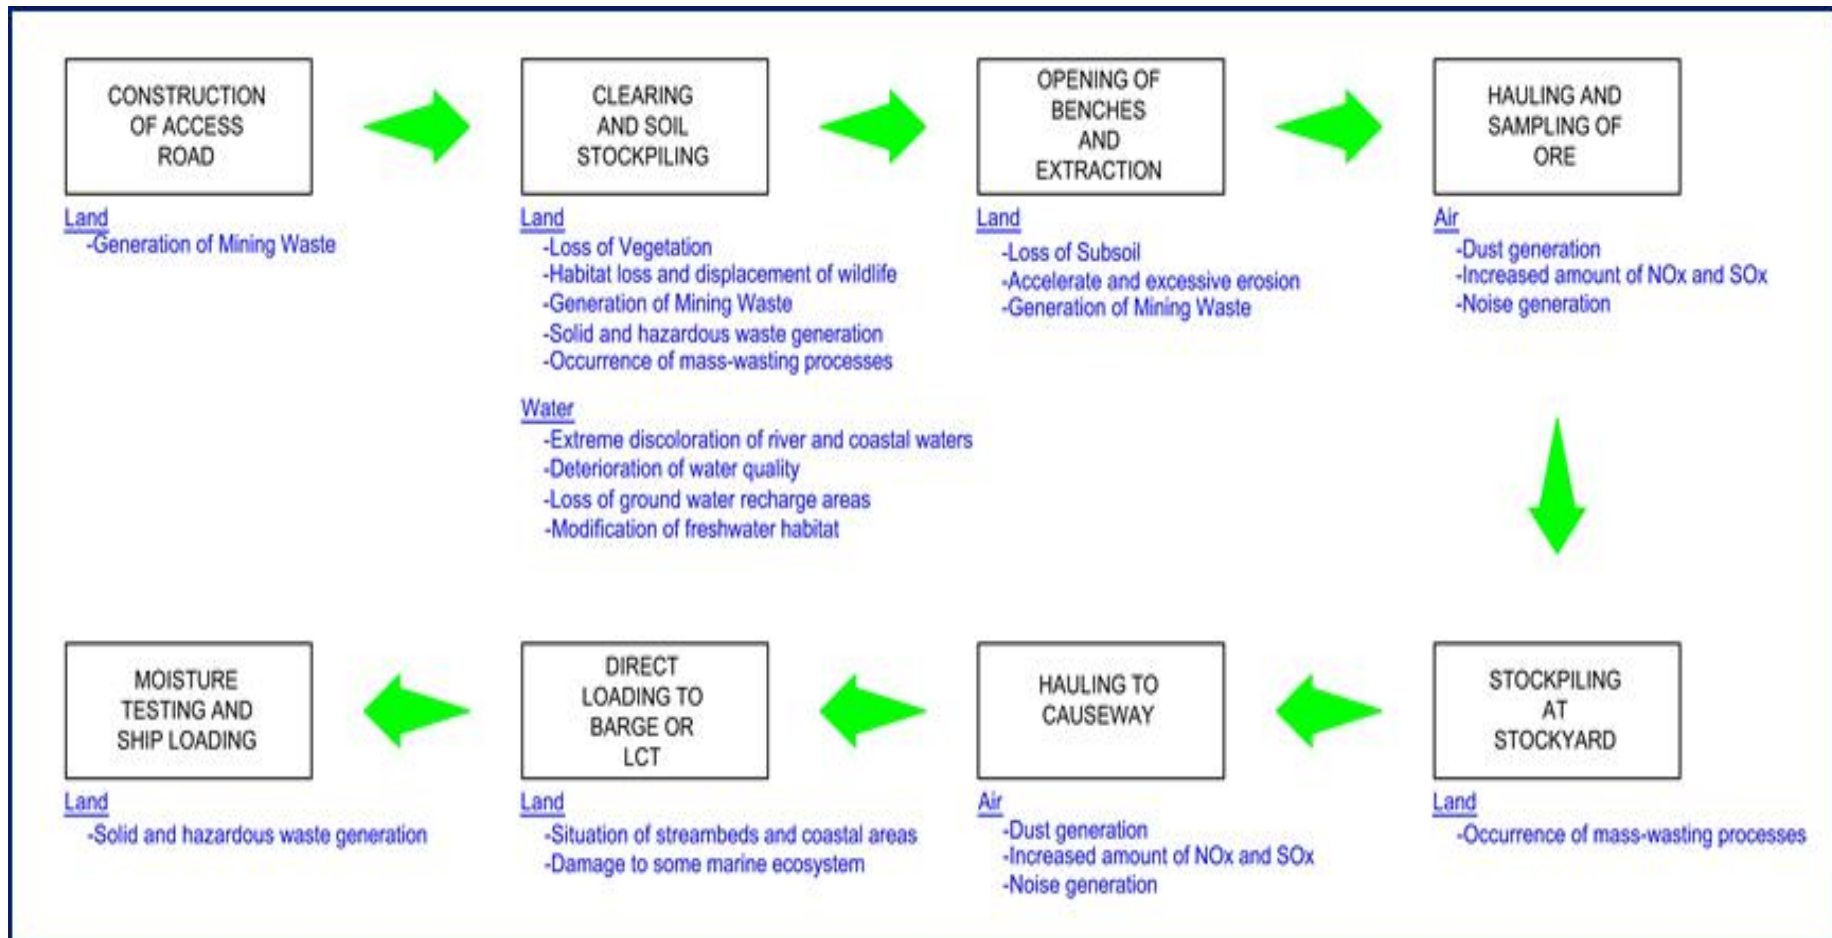 CONSTRUCTION
OF ACCESS
ROAD
Land
-Generation of Mining Waste
CLEARING
AND SOIL
STOCKPILING
Land
-Loss of Vegetation
-Habitat loss and displacement of wildlife
-Generation of Mining Waste
-Solid and hazardous waste generation
-Occurrence of mass-wasting processes
Water
-Extreme discoloration of river and coastal waters
-Deterioration of water quality
-Loss of ground water recharge areas
-Modification of freshwater habitat
OPENING OF
BENCHES
AND
EXTRACTION
Land
-Loss of Subsoil
-Accelerate and excessive erosion
-Generation of Mining Waste
HAULING AND
SAMPLING OF
ORE
Air
-Dust generation
-Increased amount of NOx and SOx
-Noise generation
STOCKPILING
AT
STOCKYARD
Land
-Occurrence of mass-wasting processes
HAULING TO
CAUSEWAY
Air
-Dust generation
-Increased amount of NOx and SOx
-Noise generation
DIRECT
LOADING TO
BARGE OR
LCT
Land
-Situation of streambeds and coastal areas
-Damage to some marine ecosystem
MOISTURE
TESTING AND
SHIP LOADING
Land
-Solid and hazardous waste generation